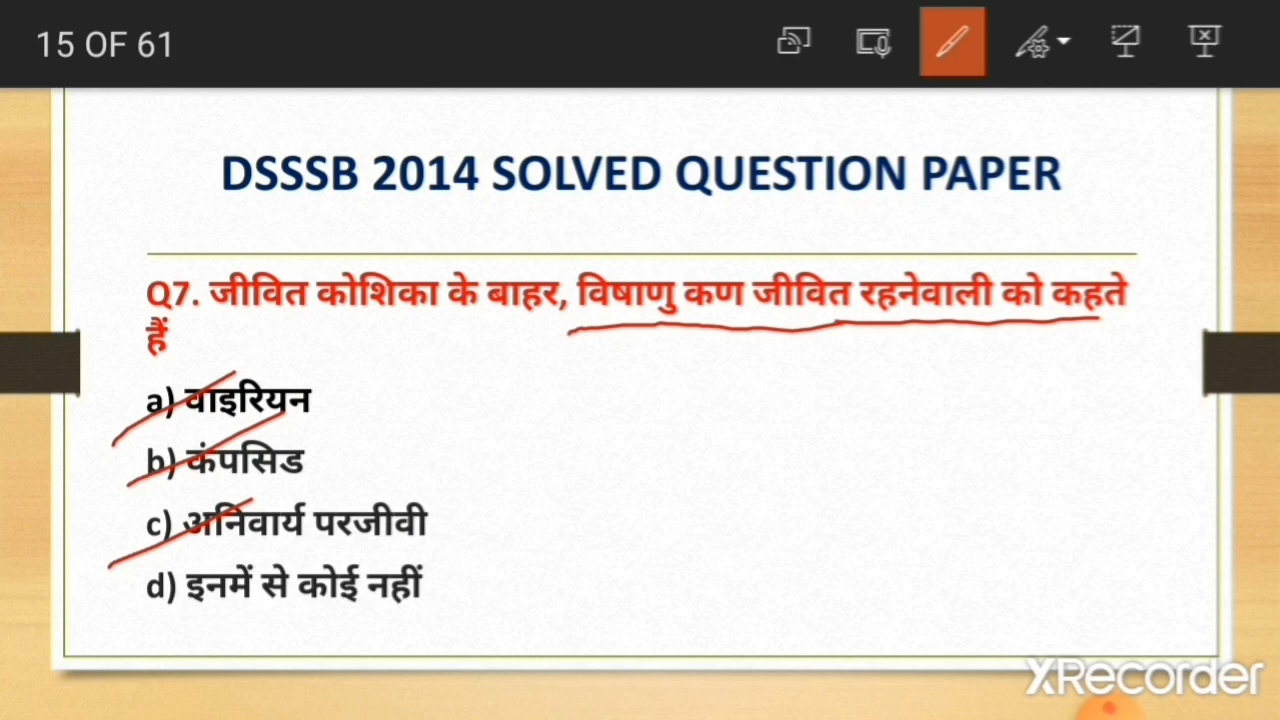 15 OF 61
DSSSB 2014 SOLVED QUESTION PAPER
Q7. जीवित कोशिका के बाहर, विषाणु कण जीवित रहनेवाली को कहते
हैं
a) वाइरियन
b) कंपसिड
c) अनिवार्य परजीवी
d) इनमें से कोई नहीं
XRecorder